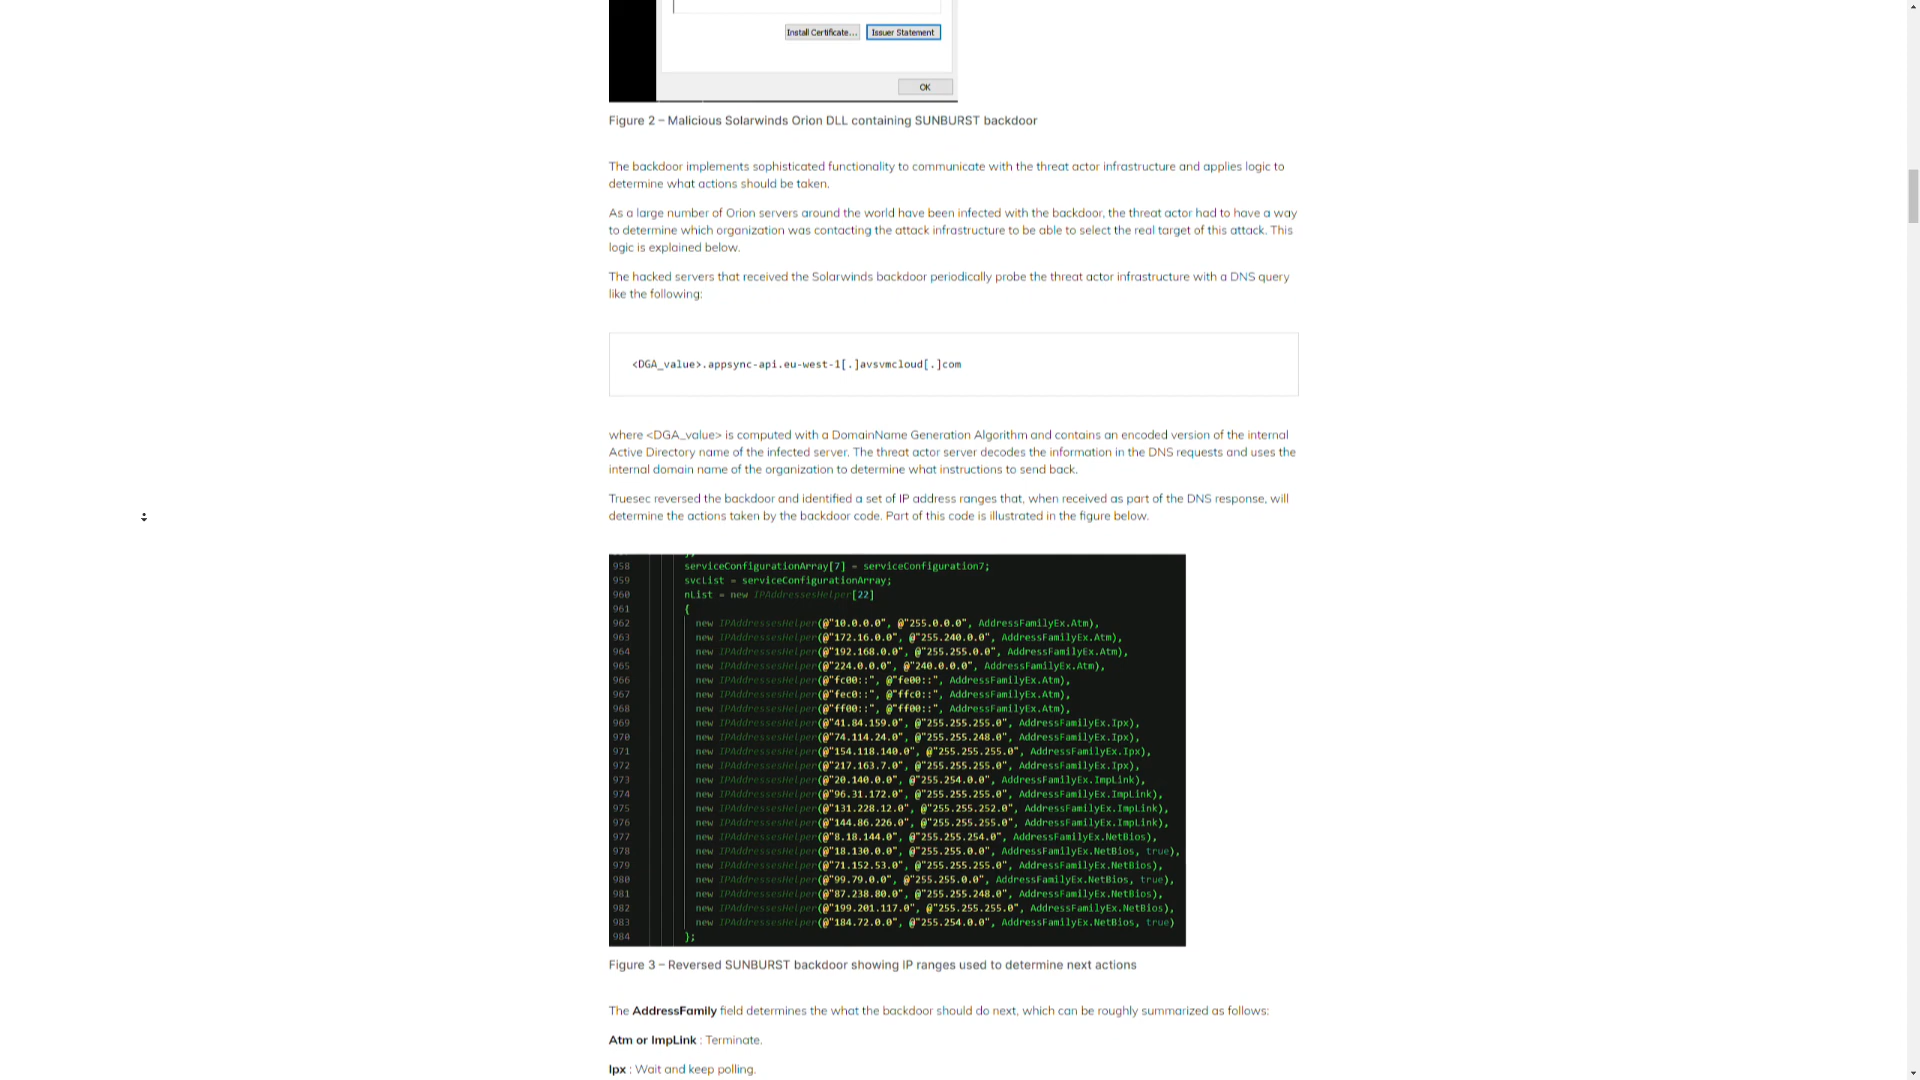 Install Certificate... Issuer Statement
OK
Figure 2 – Malicious Solarwinds Orion DLL containing SUNBURST backdoor
The backdoor implements sophisticated functionality to communicate with the threat actor infrastructure and applies logic to
determine what actions should be taken.
As a large number of Orion servers around the world have been infected with the backdoor, the threat actor had to have a way
to determine which organization was contacting the attack infrastructure to be able to select the real target of this attack. This
logic is explained below.
The hacked servers that received the Solarwinds backdoor periodically probe the threat actor infrastructure with a DNS query
like the following:
<DGA_value>.appsync-api.eu-west-1[.]avsvmcloud[.]com
where <DGA_value> is computed with a DomainName Generation Algorithm and contains an encoded version of the internal
Active Directory name of the infected server. The threat actor server decodes the information in the DNS requests and uses the
internal domain name of the organization to determine what instructions to send back.
Truesec reversed the backdoor and identified a set of IP address ranges that, when received as part of the DNS response, will
determine the actions taken by the backdoor code. Part of this code is illustrated in the figure below.
958 serviceConfigurationArray[7] = serviceConfiguration7;
959 svcList = serviceConfigurationArray;
960 nList = new IPAddressesHelper[22]
961 {
962 new IPAddressesHelper(@"10.0.0.0", @"255.0.0.0", AddressFamilyEx.Atm),
963 new IPAddressesHelper(@"172.16.0.0", @"255.240.0.0", AddressFamilyEx.Atm),
964 new IPAddressesHelper(@"192.168.0.0", @"255.255.0.0", AddressFamilyEx.Atm),
965 new IPAddressesHelper(@"224.0.0.0", @"240.0.0.0", AddressFamilyEx.Atm),
966 new IPAddressesHelper(@"fc00::", @"fe00::", AddressFamilyEx.Atm),
967 new IPAddressesHelper(@"fec0::", @"ffc0::", AddressFamilyEx.Atm),
968 new IPAddressesHelper(@"ff00::", @"ff00::", AddressFamilyEx.Atm),
969 new IPAddressesHelper(@"41.84.159.0", @"255.255.255.0", AddressFamilyEx.Ipx),
970 new IPAddressesHelper(@"74.114.24.0", @"255.255.248.0", AddressFamilyEx.Ipx),
971 new IPAddressesHelper(@"154.118.140.0", @"255.255.255.0", AddressFamilyEx.Ipx),
972 new IPAddressesHelper(@"217.163.7.0", @"255.255.255.0", AddressFamilyEx.Ipx),
973 new IPAddressesHelper(@"20.140.0.0", @"255.254.0.0", AddressFamilyEx.ImpLink),
974 new IPAddressesHelper(@"96.31.172.0", @"255.255.255.0", AddressFamilyEx.ImpLink),
975 new IPAddressesHelper(@"131.228.12.0", @"255.255.252.0", AddressFamilyEx.ImpLink),
976 new IPAddressesHelper(@"144.86.226.0", @"255.255.255.0", AddressFamilyEx.ImpLink),
977 new IPAddressesHelper(@"8.18.144.0", @"255.255.254.0", AddressFamilyEx.NetBios),
978 new IPAddressesHelper(@"18.130.0.0", @"255.255.0.0", AddressFamilyEx.NetBios, true),
979 new IPAddressesHelper(@"71.152.53.0", @"255.255.255.0", AddressFamilyEx.NetBios),
980 new IPAddressesHelper(@"99.79.0.0", @"255.255.0.0", AddressFamilyEx.NetBios, true),
981 new IPAddressesHelper(@"87.238.80.0", @"255.255.248.0", AddressFamilyEx.NetBios),
982 new IPAddressesHelper(@"199.201.117.0", @"255.255.255.0", AddressFamilyEx.NetBios),
983 new IPAddressesHelper(@"184.72.0.0", @"255.254.0.0", AddressFamilyEx.NetBios, true)
984 };
Figure 3 – Reversed SUNBURST backdoor showing IP ranges used to determine next actions
The AddressFamily field determines the what the backdoor should do next, which can be roughly summarized as follows:
Atm or ImpLink : Terminate.
Ipx : Wait and keep polling.